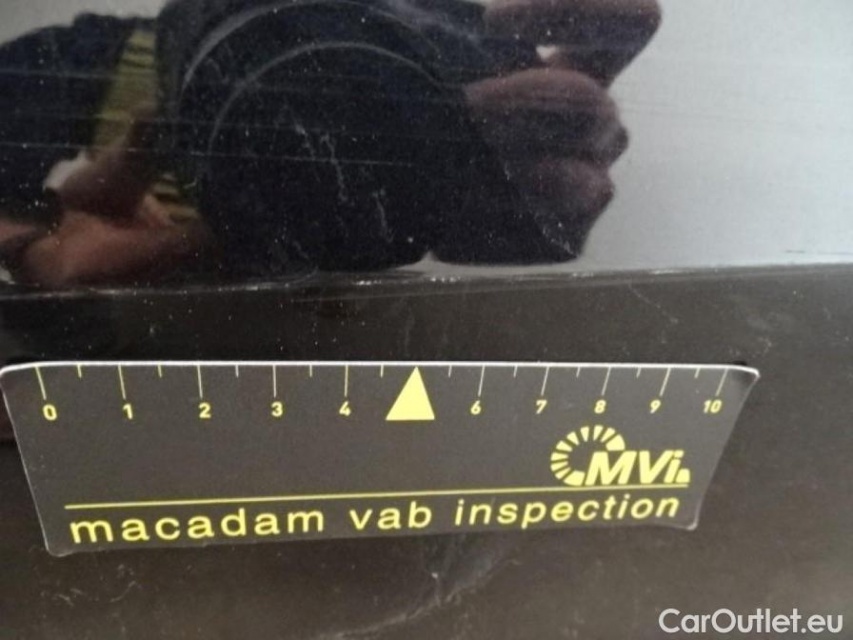 0 1 2 3 4 6 7 8 9 10
MVi
macadam vab inspection
CarOutlet.eu